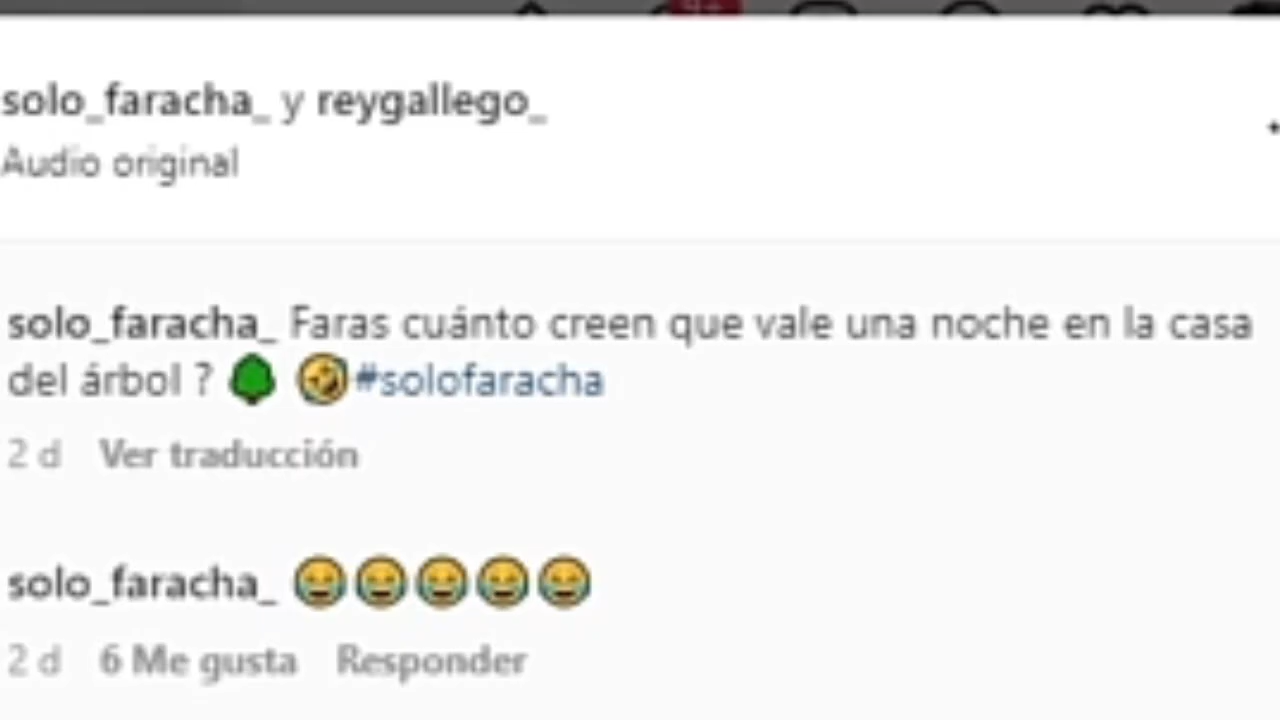 solo_faracha_ y reygallego_
Audio original
solo_faracha_ Faras cuánto creen que vale una noche en la casa
del árbol ? 🌳 🤣#solofaracha
2 d Ver traducción
solo_faracha_ 😂😂😂😂😂
2 d 6 Me gusta Responder